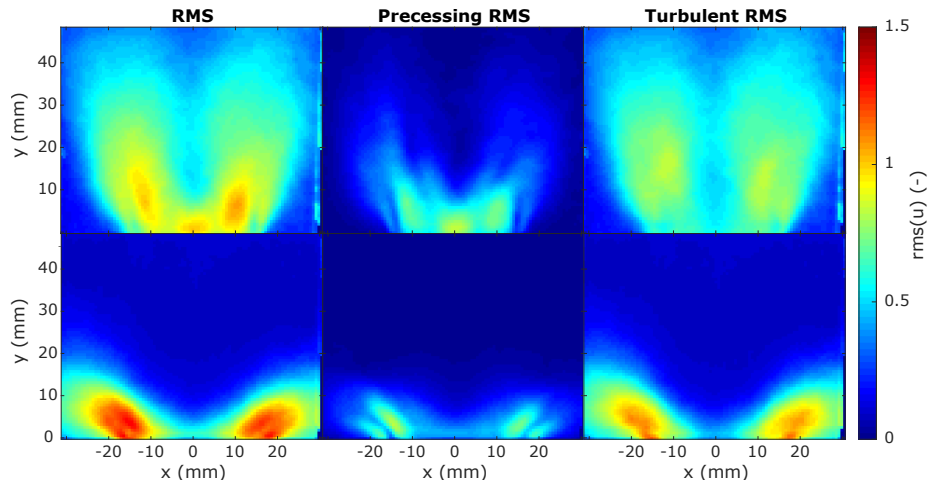 RMS Precessing RMS Turbulent RMS
1.5
40
30
y (mm)
20
10
1
rms(u) (-)
40
30
y (mm)
20
10
0
0.5
0
-20 -10 0 10 20 -20 -10 0 10 20 -20 -10 0 10 20
x (mm) x (mm) x (mm)